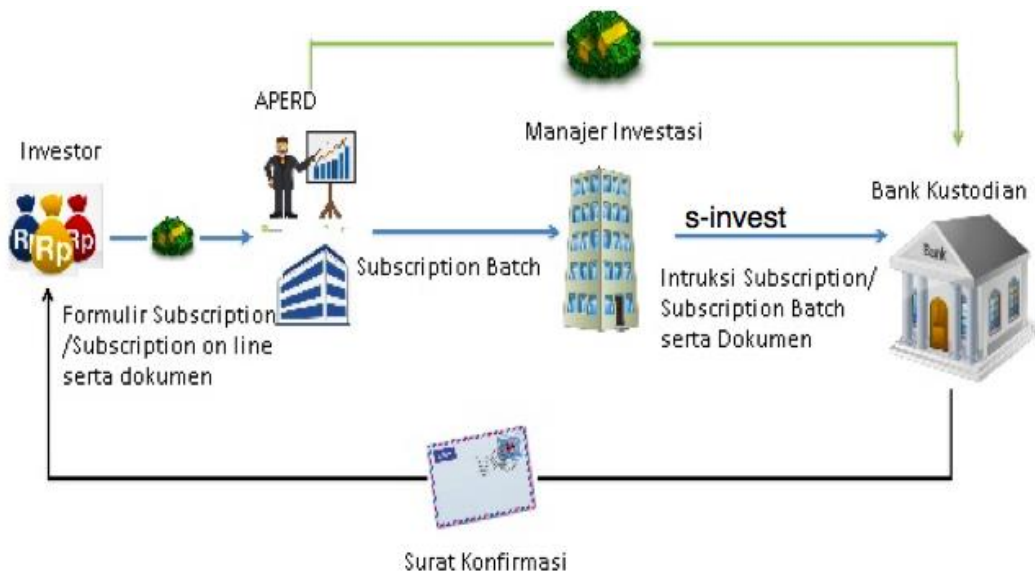 APERD
Manajer Investasi
Investor
Bank Kustodian
Rp Rp Rp
s-invest
Bank
Subscription Batch
Intruksi Subscription/
Subscription Batch
serta Dokumen
Formulir Subscription
/Subscription on line
serta dokumen
Surat Konfirmasi